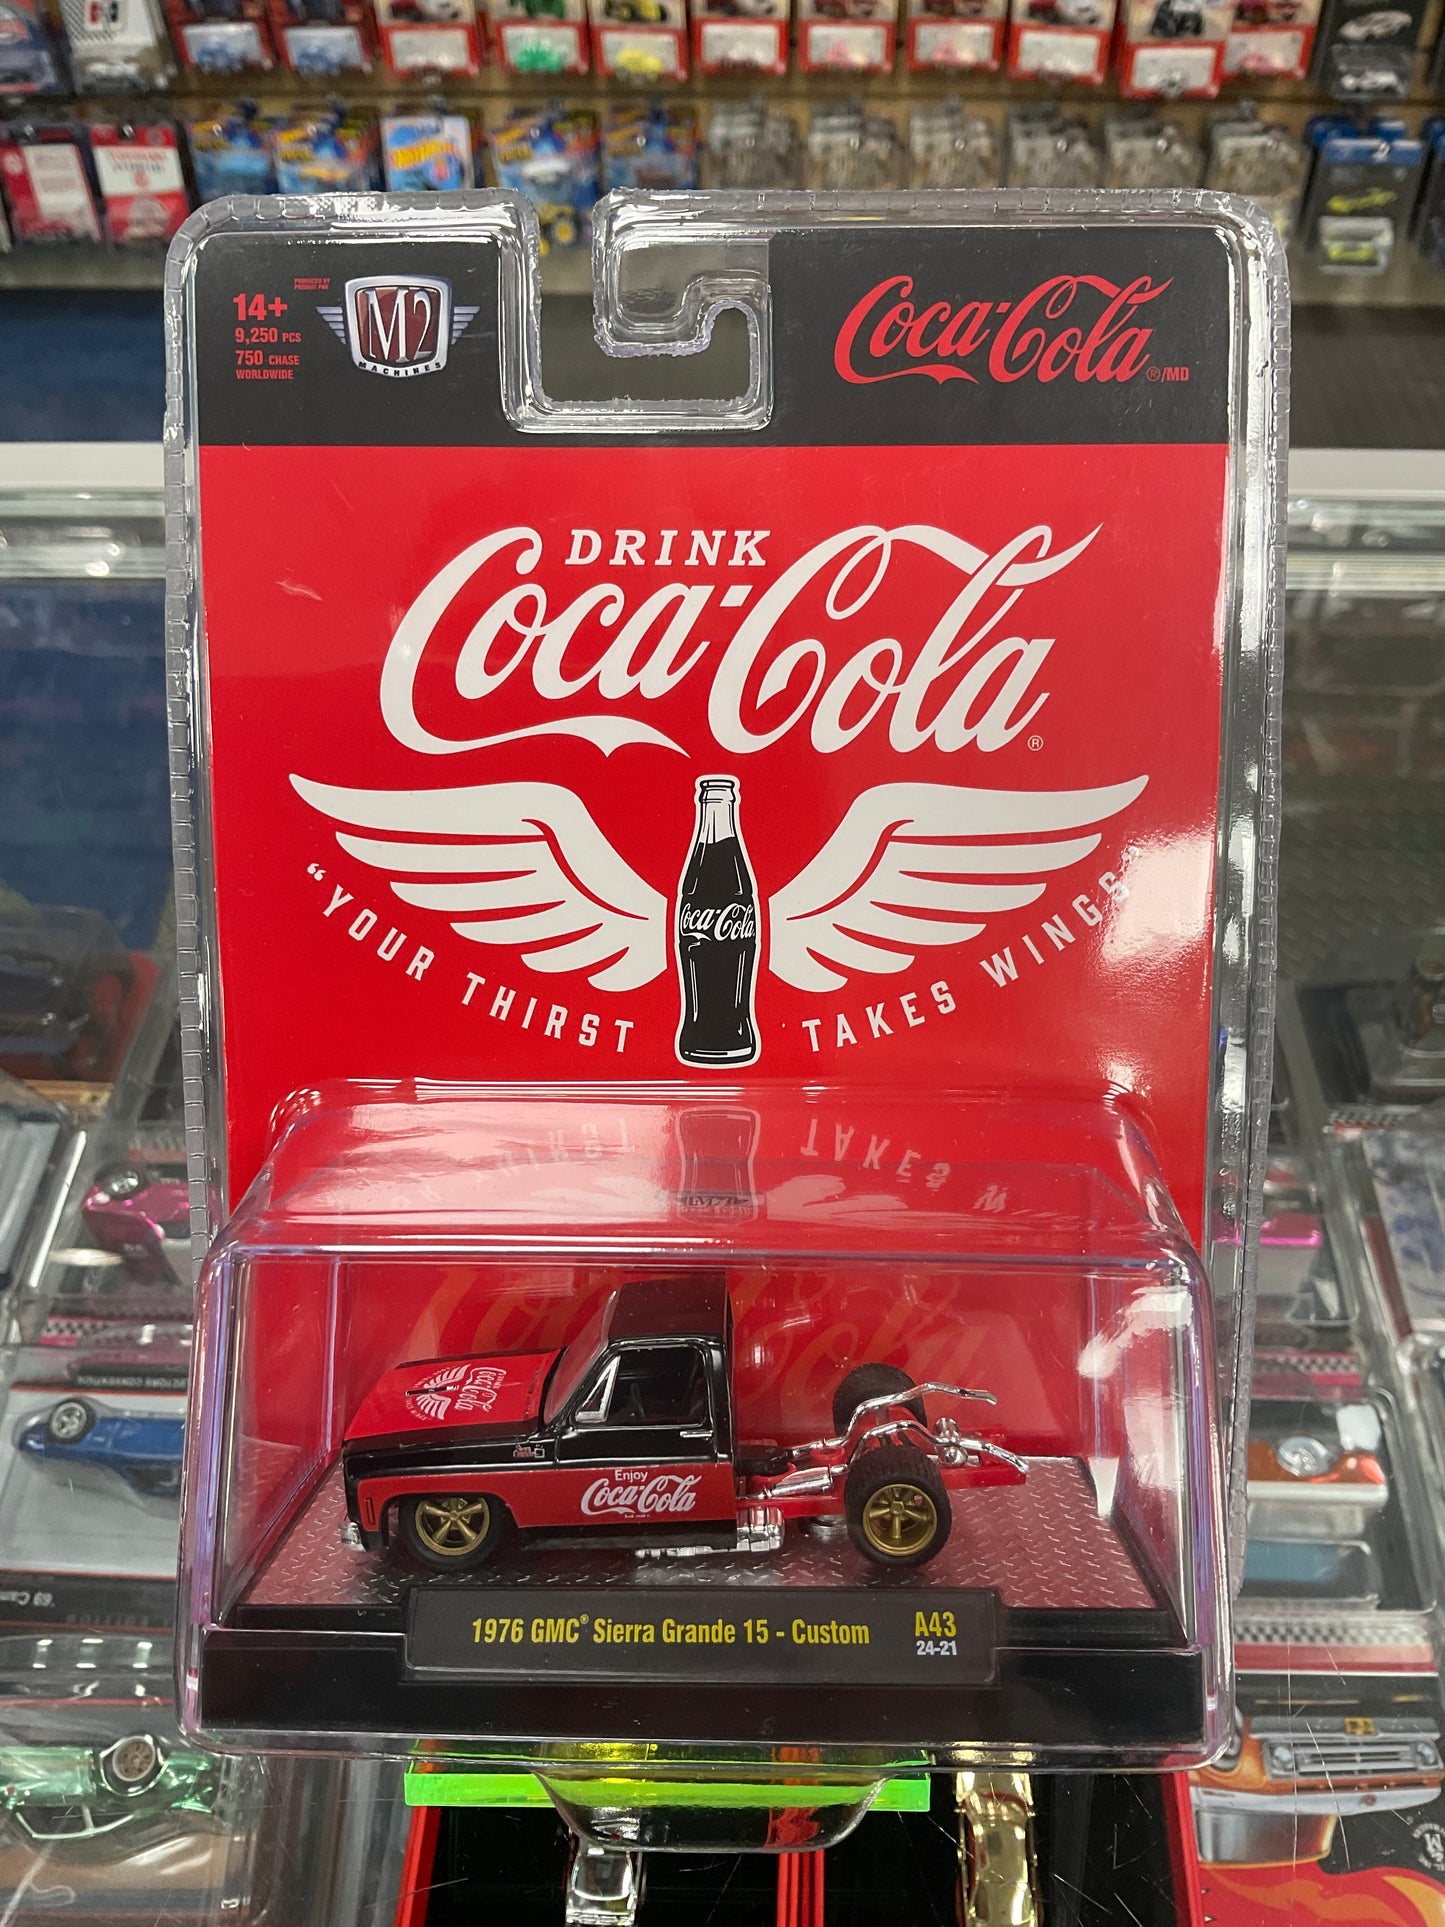 14+
PRODUCED BY
9,250 PCS
750 CHASE
WORLDWIDE
M2
MACHINES
Coca-Cola ®/MD
DRINK
Coca-Cola®
Coca-Cola
"YOUR THIRST TAKES WINGS"
Coca-Cola
Enjoy
Coca-Cola
1976 GMC® Sierra Grande 15 - Custom A43
24-21